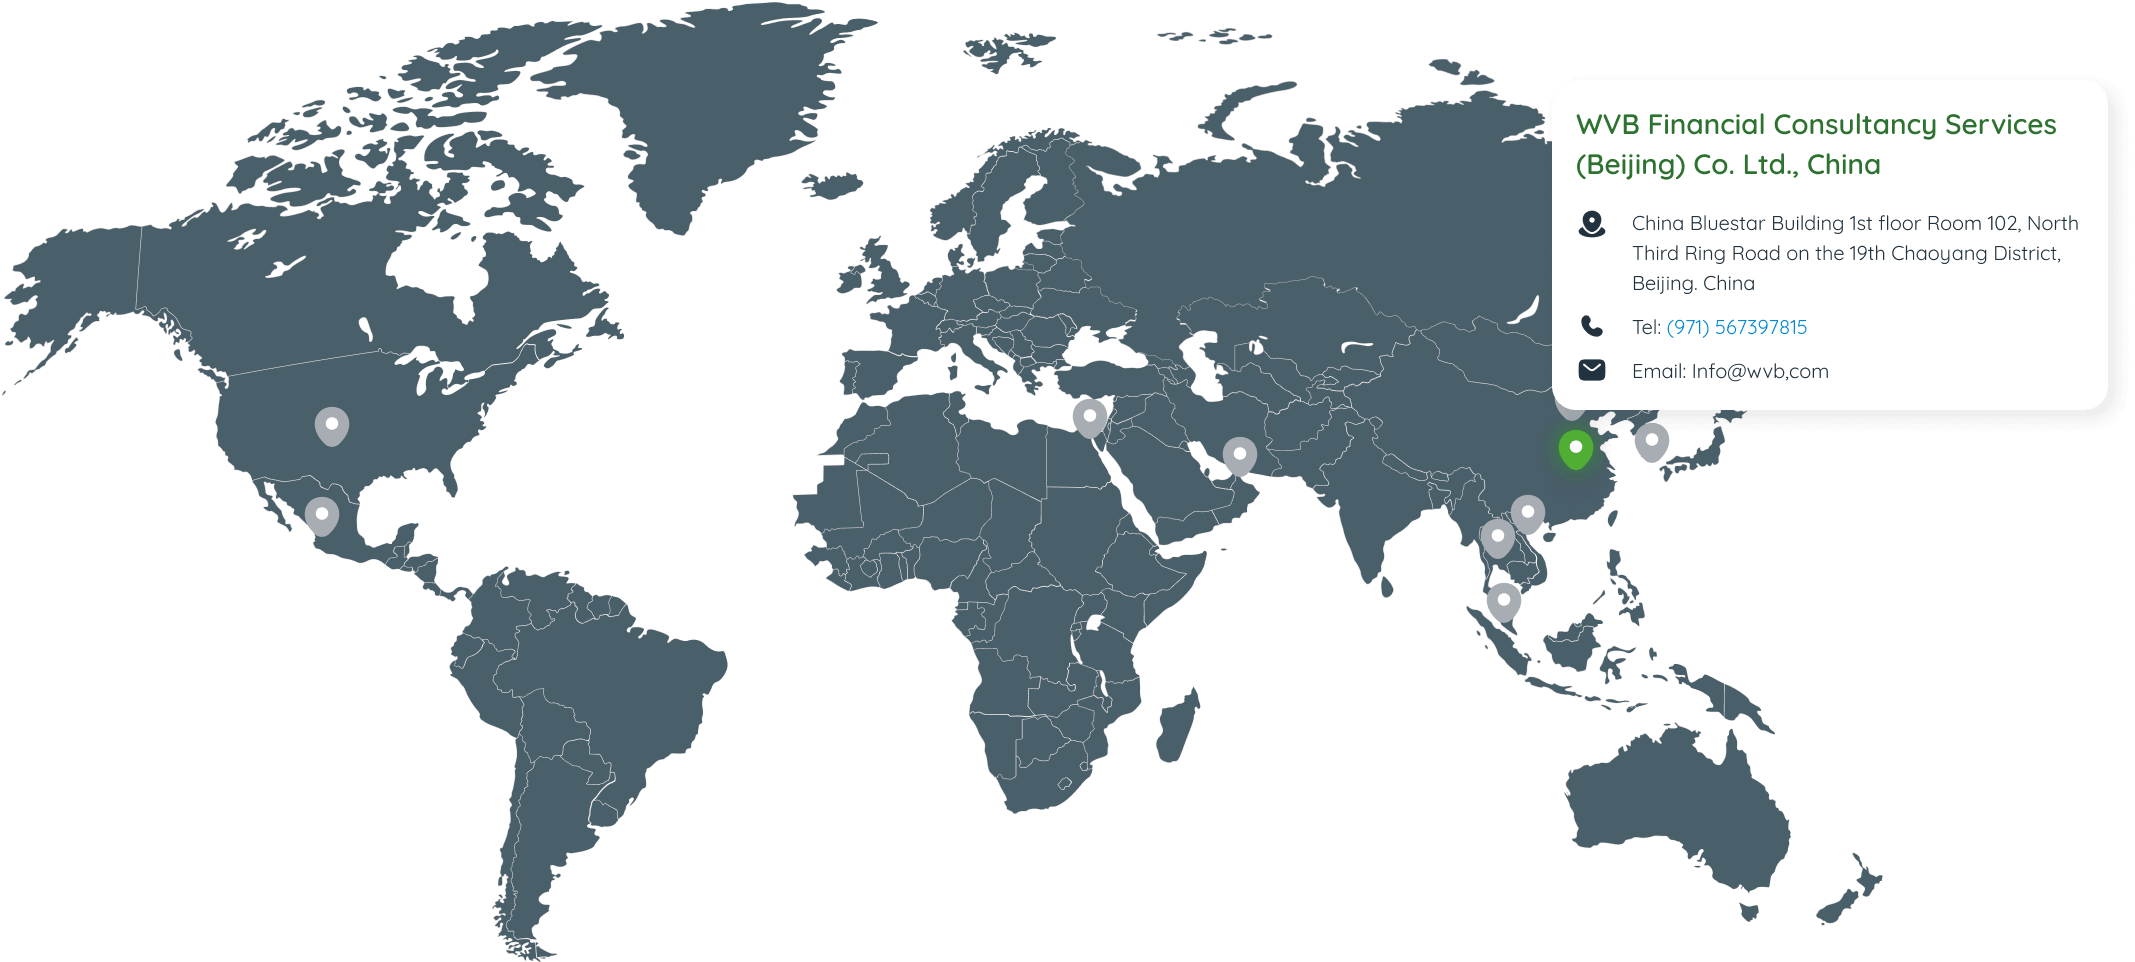 WVB Financial Consultancy Services
(Beijing) Co. Ltd., China
China Bluestar Building 1st floor Room 102, North
Third Ring Road on the 19th Chaoyang District,
Beijing. China
Tel: (971) 567397815
Email: Info@wvb,com